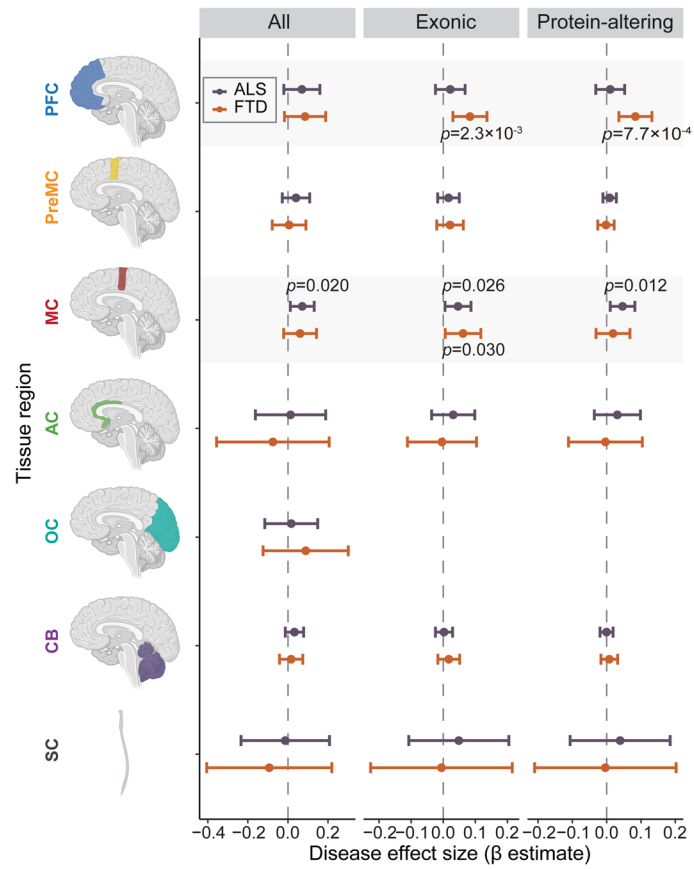 All Exonic Protein-altering
ALS
FTD
PFC
p=2.3×10-3 p=7.7×10-4
PreMC
MC
p=0.020 p=0.026 p=0.012
p=0.030
Tissue region
AC
OC
CB
SC
−0.4 −0.2 0.0 0.2 −0.2 −0.10 0.0 0.1 0.2 −0.2 −0.1 0.0 0.1 0.2
Disease effect size (β estimate)